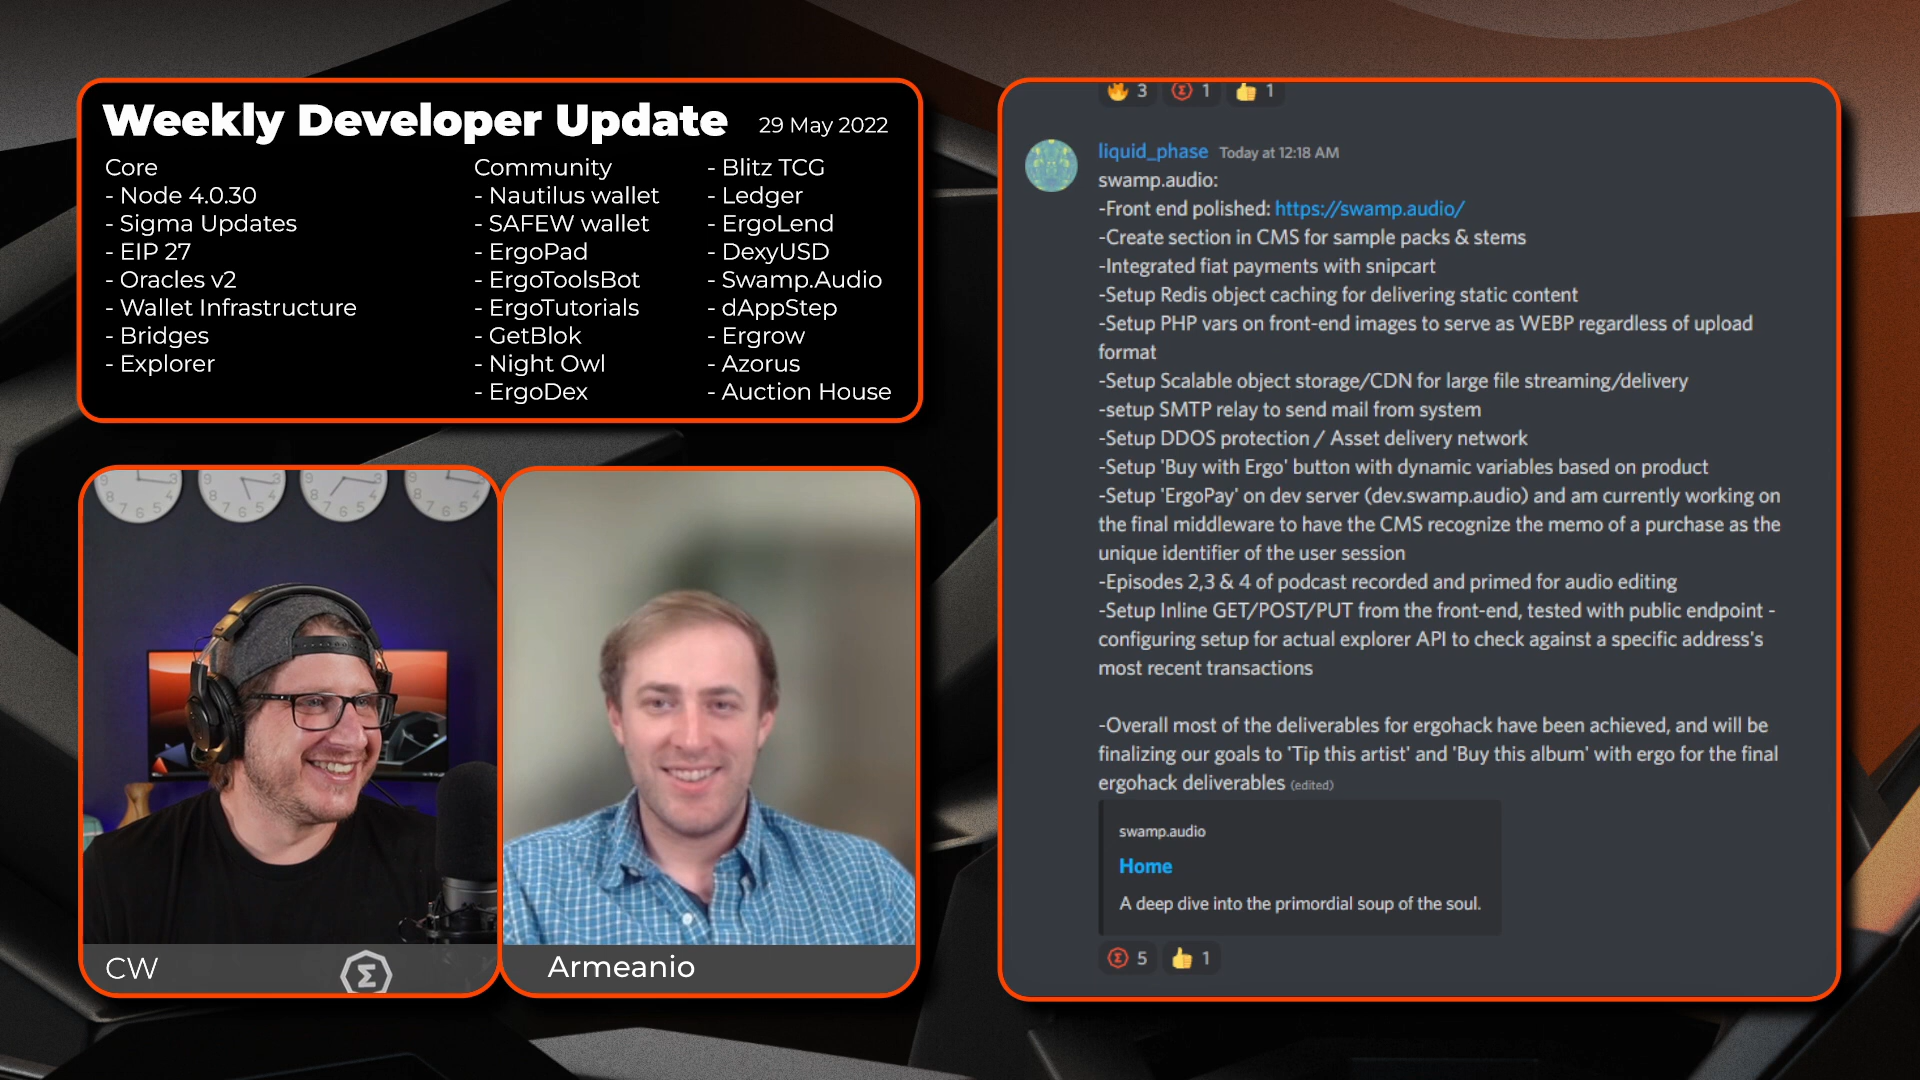 Weekly Developer Update 29 May 2022
Core
- Node 4.0.30
- Sigma Updates
- EIP 27
- Oracles v2
- Wallet Infrastructure
- Bridges
- Explorer
Community
- Nautilus wallet
- SAFEW wallet
- ErgoPad
- ErgoToolsBot
- ErgoTutorials
- GetBlok
- Night Owl
- ErgoDex
- Blitz TCG
- Ledger
- ErgoLend
- DexyUSD
- Swamp.Audio
- dAppStep
- Ergrow
- Azorus
- Auction House
CW
Armeanio
3 1 1
liquid_phase Today at 12:18 AM
swamp.audio:
-Front end polished: https://swamp.audio/
-Create section in CMS for sample packs & stems
-Integrated fiat payments with snipcart
-Setup Redis object caching for delivering static content
-Setup PHP vars on front-end images to serve as WEBP regardless of upload
format
-Setup Scalable object storage/CDN for large file streaming/delivery
-setup SMTP relay to send mail from system
-Setup DDOS protection / Asset delivery network
-Setup 'Buy with Ergo' button with dynamic variables based on product
-Setup 'ErgoPay' on dev server (dev.swamp.audio) and am currently working on
the final middleware to have the CMS recognize the memo of a purchase as the
unique identifier of the user session
-Episodes 2,3 & 4 of podcast recorded and primed for audio editing
-Setup Inline GET/POST/PUT from the front-end, tested with public endpoint -
configuring setup for actual explorer API to check against a specific address's
most recent transactions
-Overall most of the deliverables for ergohack have been achieved, and will be
finalizing our goals to 'Tip this artist' and 'Buy this album' with ergo for the final
ergohack deliverables (edited)
swamp.audio
Home
A deep dive into the primordial soup of the soul.
5 1